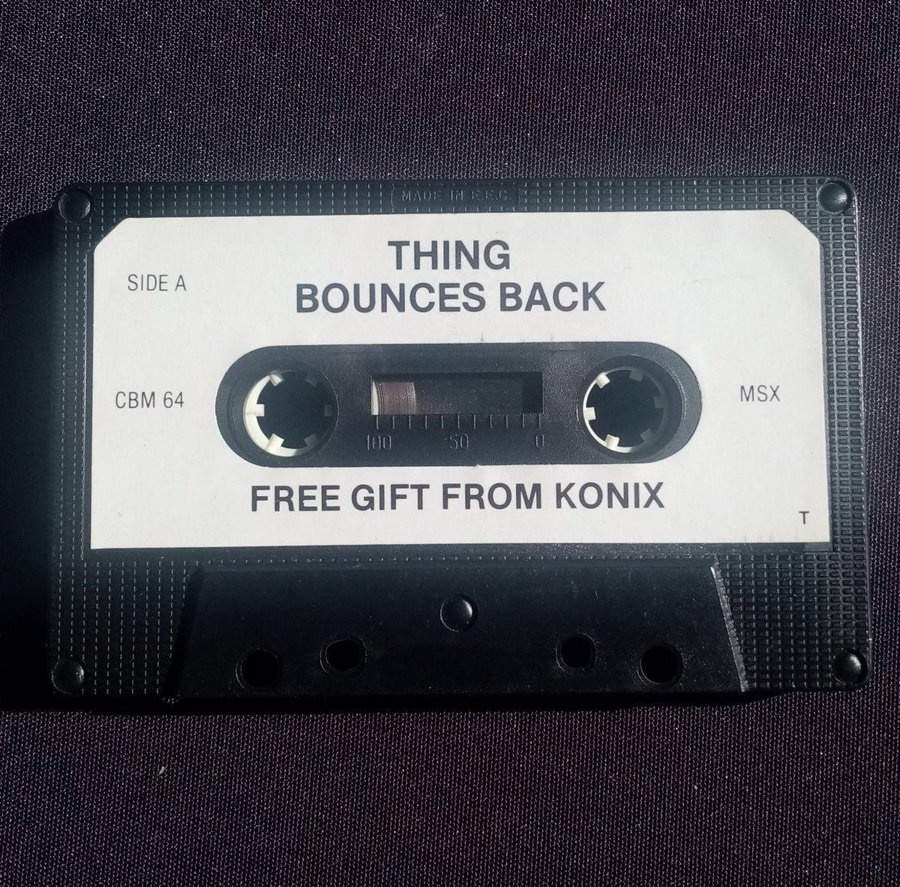 THING
BOUNCES BACK
SIDE A
CBM 64
MSX
100 50 0
FREE GIFT FROM KONIX
T